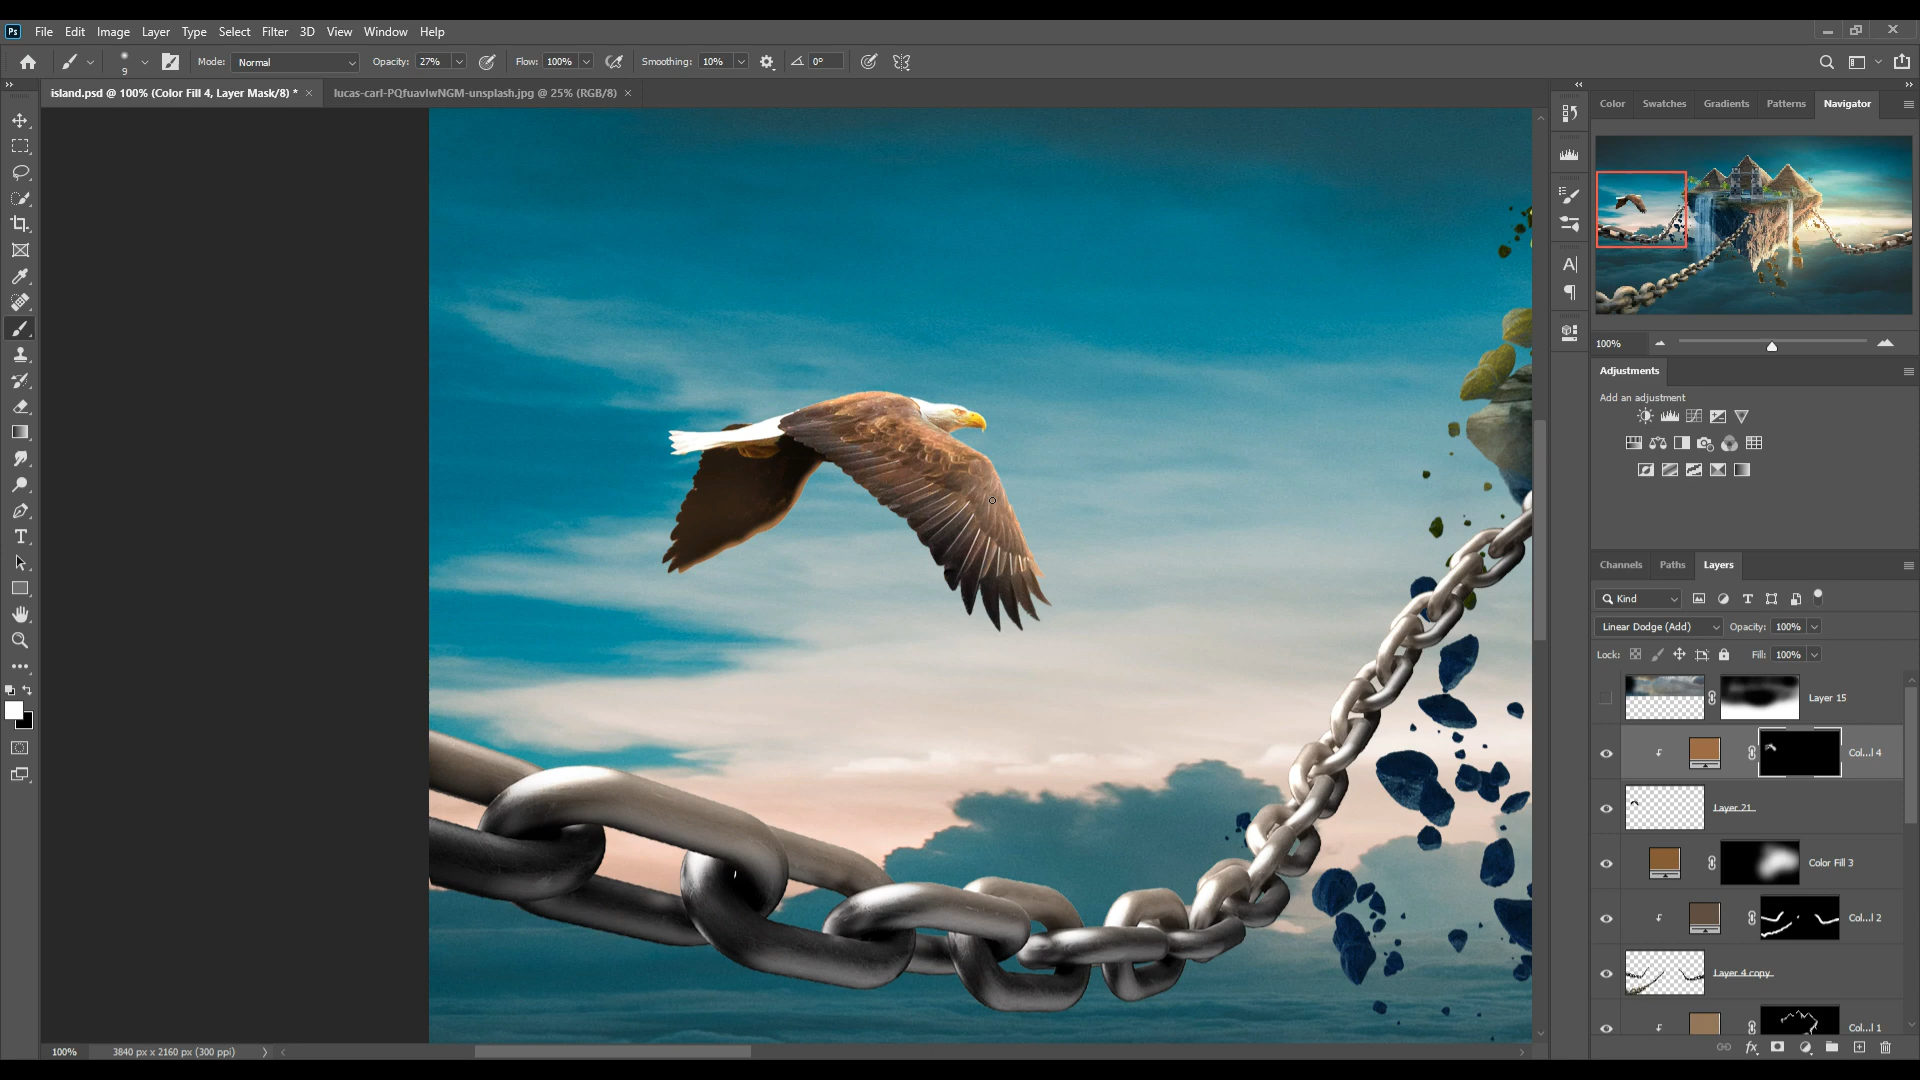 Ps File Edit Image Layer Type Select Filter 3D View Window Help
9 Mode: Normal Opacity: 27% Flow: 100% Smoothing: 10% 0°
island.psd @ 100% (Color Fill 4, Layer Mask/8) * × lucas-carl-PQfuavlwNGM-unsplash.jpg @ 25% (RGB/8) ×
Color Swatches Gradients Patterns Navigator
100%
Adjustments
Add an adjustment
Channels Paths Layers
Kind
Linear Dodge (Add) Opacity: 100%
Lock: Fill: 100%
Layer 15
Col...l 4
Layer 21
Color Fill 3
Col...l 2
Layer 4 copy
Col...l 1
100% 3840 px x 2160 px (300 ppi)